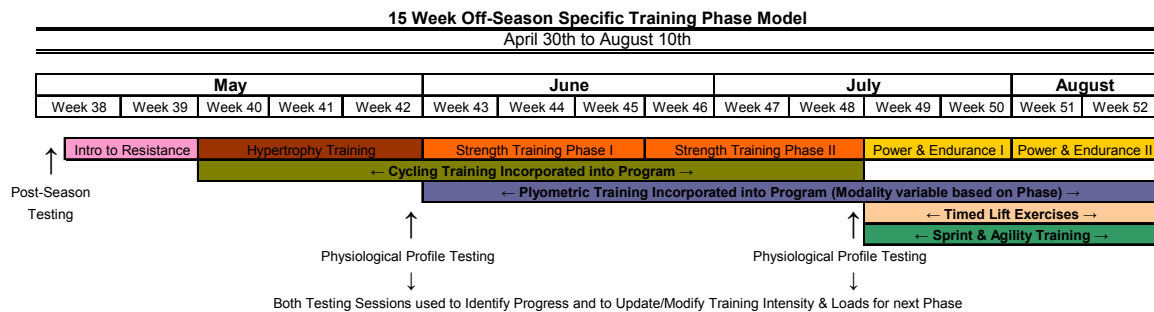 15 Week Off-Season Specific Training Phase Model
April 30th to August 10th
May June July August
Week 38 Week 39 Week 40 Week 41 Week 42 Week 43 Week 44 Week 45 Week 46 Week 47 Week 48 Week 49 Week 50 Week 51 Week 52
Intro to Resistance Hypertrophy Training Strength Training Phase I Strength Training Phase II Power & Endurance I Power & Endurance II
← Cycling Training Incorporated into Program →
Post-Season
Testing
← Plyometric Training Incorporated into Program (Modality variable based on Phase) →
← Timed Lift Exercises →
← Sprint & Agility Training →
Physiological Profile Testing Physiological Profile Testing
Both Testing Sessions used to Identify Progress and to Update/Modify Training Intensity & Loads for next Phase